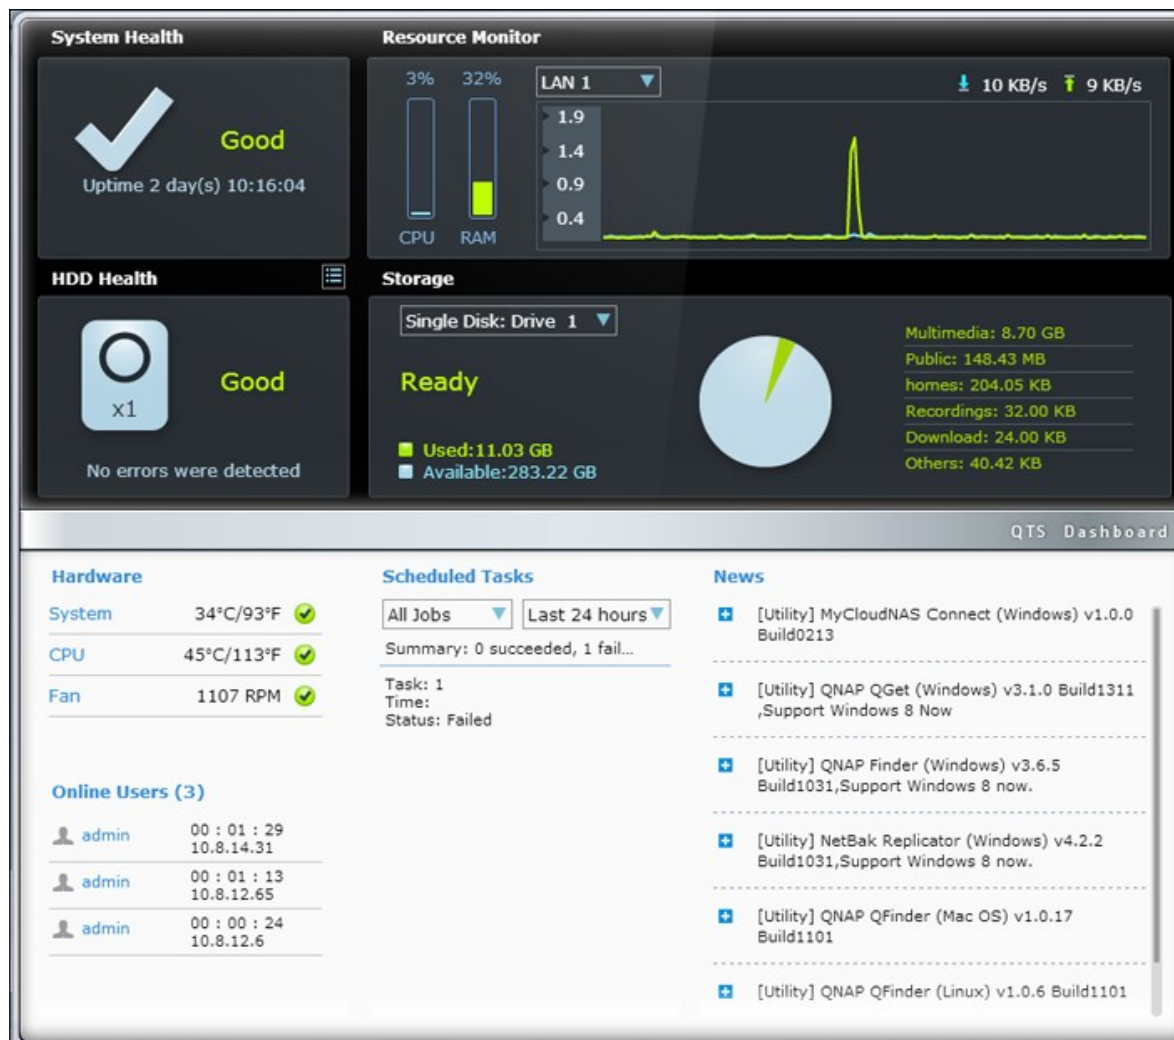 System Health
Good
Uptime 2 day(s) 10:16:04
Resource Monitor
3%
32%
CPU
RAM
LAN 1
10 KB/s
9 KB/s
1.9
1.4
0.9
0.4
HDD Health
x1
Good
No errors were detected
Storage
Single Disk: Drive 1
Ready
Used:11.03 GB
Available:283.22 GB
Multimedia: 8.70 GB
Public: 148.43 MB
homes: 204.05 KB
Recordings: 32.00 KB
Download: 24.00 KB
Others: 40.42 KB
QTS Dashboard
Hardware
System 34°C/93°F
CPU 45°C/113°F
Fan 1107 RPM
Online Users (3)
admin
00 : 01 : 29
10.8.14.31
admin
00 : 01 : 13
10.8.12.65
admin
00 : 00 : 24
10.8.12.6
Scheduled Tasks
All Jobs
Last 24 hours
Summary: 0 succeeded, 1 fail...
Task: 1
Time:
Status: Failed
News
[Utility] MyCloudNAS Connect (Windows) v1.0.0
Build0213
[Utility] QNAP QGet (Windows) v3.1.0 Build1311
,Support Windows 8 Now
[Utility] QNAP Finder (Windows) v3.6.5
Build1031,Support Windows 8 now.
[Utility] NetBak Replicator (Windows) v4.2.2
Build1031,Support Windows 8 now.
[Utility] QNAP QFinder (Mac OS) v1.0.17
Build1101
[Utility] QNAP QFinder (Linux) v1.0.6 Build1101